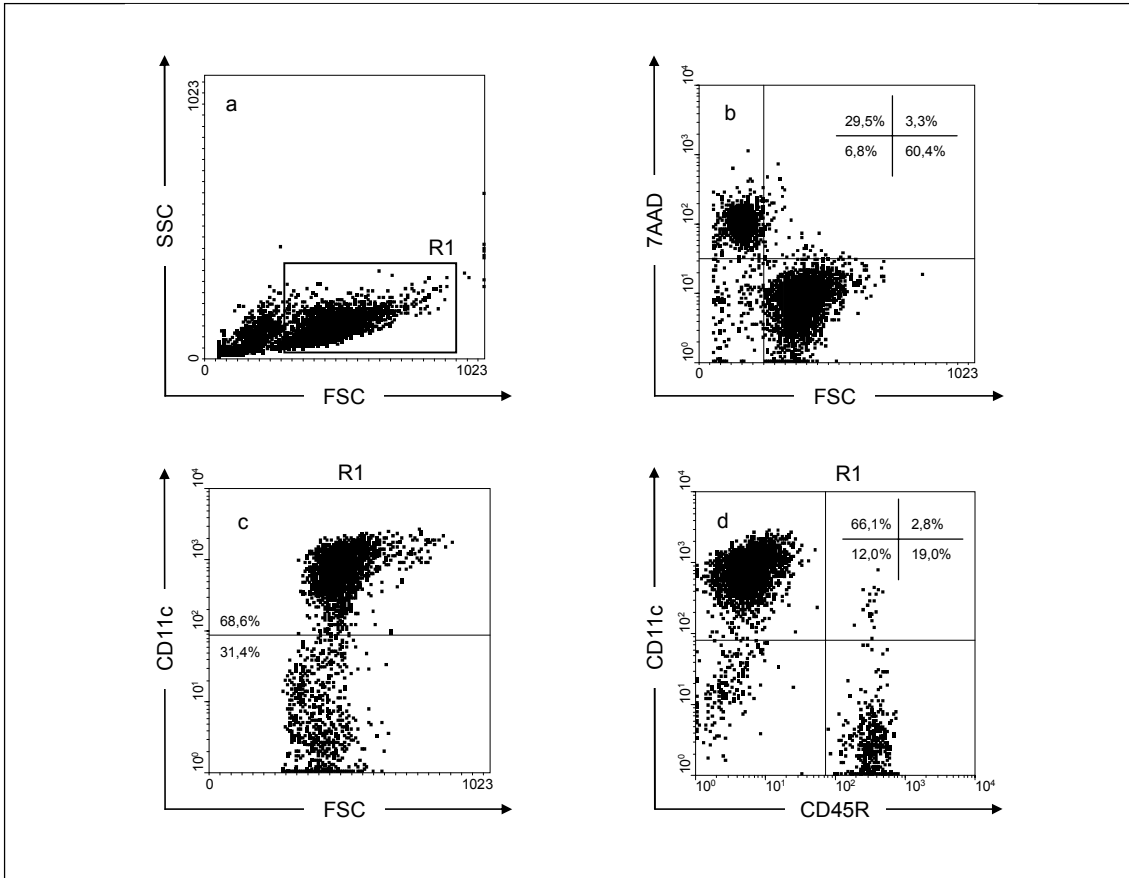 a
R1
SSC
1023
0
0
1023
FSC
b
29,5% 3,3%
6,8% 60,4%
7AAD
10⁴
10³
10²
10¹
10⁰
0
1023
FSC
R1
c
CD11c
10⁴
10³
10²
10¹
10⁰
68,6%
31,4%
0
1023
FSC
R1
d
66,1% 2,8%
12,0% 19,0%
CD11c
10⁴
10³
10²
10¹
10⁰
10⁰ 10¹ 10² 10³ 10⁴
CD45R